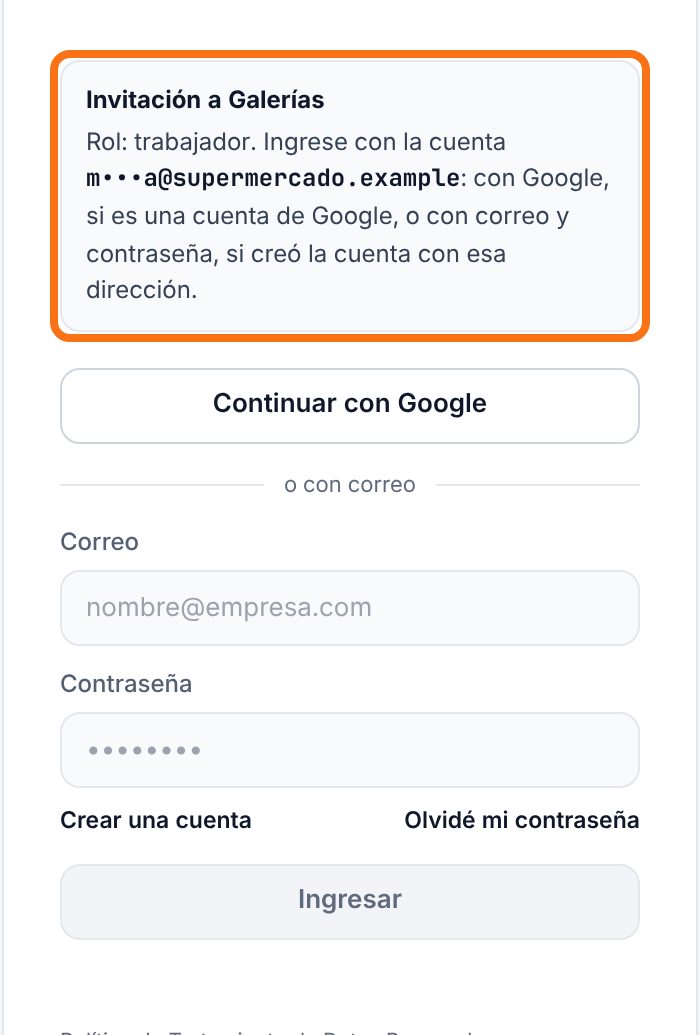 Invitación a Galerías
Rol: trabajador. Ingrese con la cuenta
m•••a@supermercado.example: con Google,
si es una cuenta de Google, o con correo y
contraseña, si creó la cuenta con esa
dirección.
Continuar con Google
o con correo
Correo
nombre@empresa.com
Contraseña
••••••••
Crear una cuenta
Olvidé mi contraseña
Ingresar